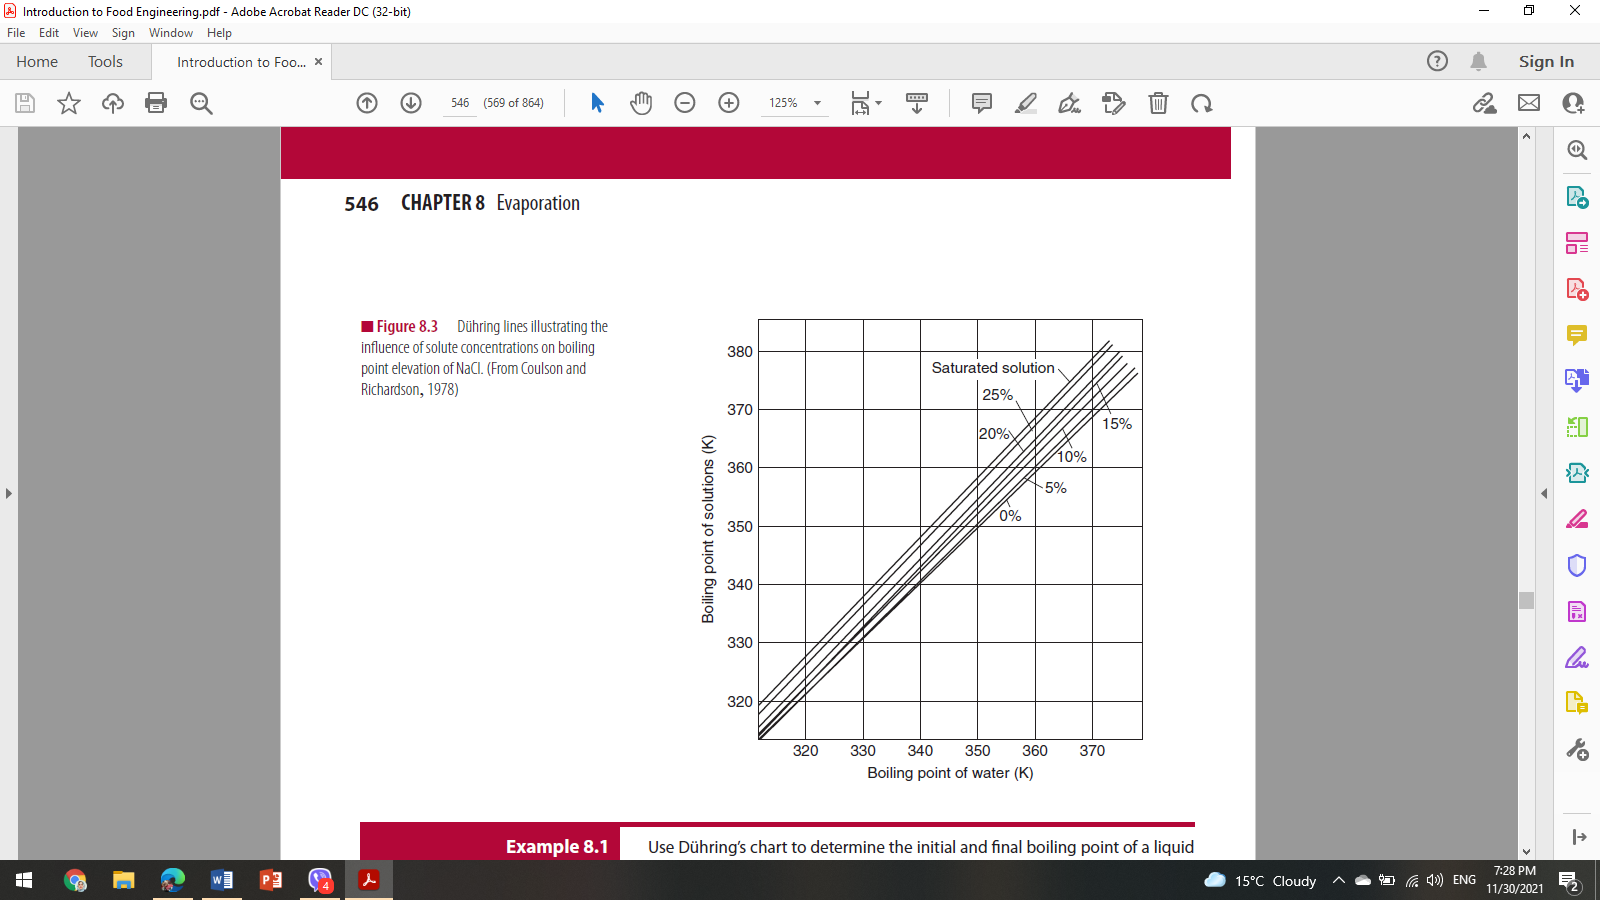 Introduction to Food Engineering.pdf - Adobe Acrobat Reader DC (32-bit)
File Edit View Sign Window Help
Home Tools Introduction to Foo... × Sign In
546 (569 of 864) 125%
546 CHAPTER 8 Evaporation
Figure 8.3 Dühring lines illustrating the
influence of solute concentrations on boiling
point elevation of NaCl. (From Coulson and
Richardson, 1978)
380
370
360
350
340
330
320
Boiling point of solutions (K)
Saturated solution
25%
20%
15%
10%
5%
0%
320 330 340 350 360 370
Boiling point of water (K)
Example 8.1 Use Dühring's chart to determine the initial and final boiling point of a liquid
4
15°C Cloudy ENG 7:28 PM
11/30/2021
2